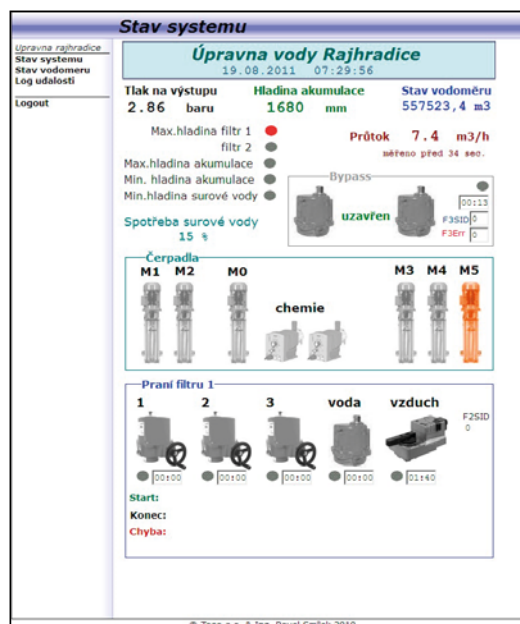 Stav systemu
Upravna rajhradice
Stav systemu
Stav vodomeru
Log udalosti
Logout
Úpravna vody Rajhradice
19.08.2011 07:29:56
Tlak na výstupu Hladina akumulace Stav vodoměru
2.86 baru 1680 mm 557523,4 m3
Max.hladina filtr 1
filtr 2
Max.hladina akumulace
Min. hladina akumulace
Min.hladina surové vody
Průtok 7.4 m3/h
měřeno před 34 sec.
Spotřeba surové vody
15 %
Bypass
uzavřen
00:13
F3SID 0
F3Err 0
Čerpadla
M1 M2 M0 M3 M4 M5
chemie
Praní filtru 1
1 2 3 voda vzduch
F2SID
0
00:00 00:00 00:00 00:00 01:40
Start:
Konec:
Chyba: